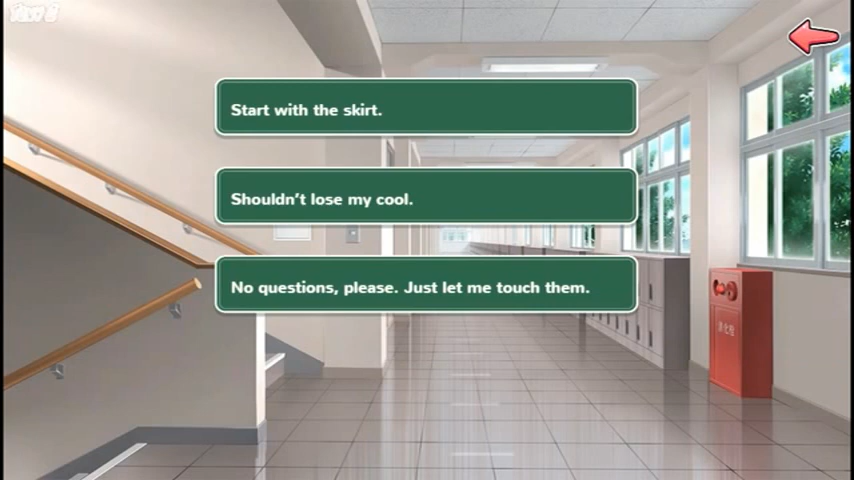 Start with the skirt.
Shouldn't lose my cool.
No questions, please. Just let me touch them.